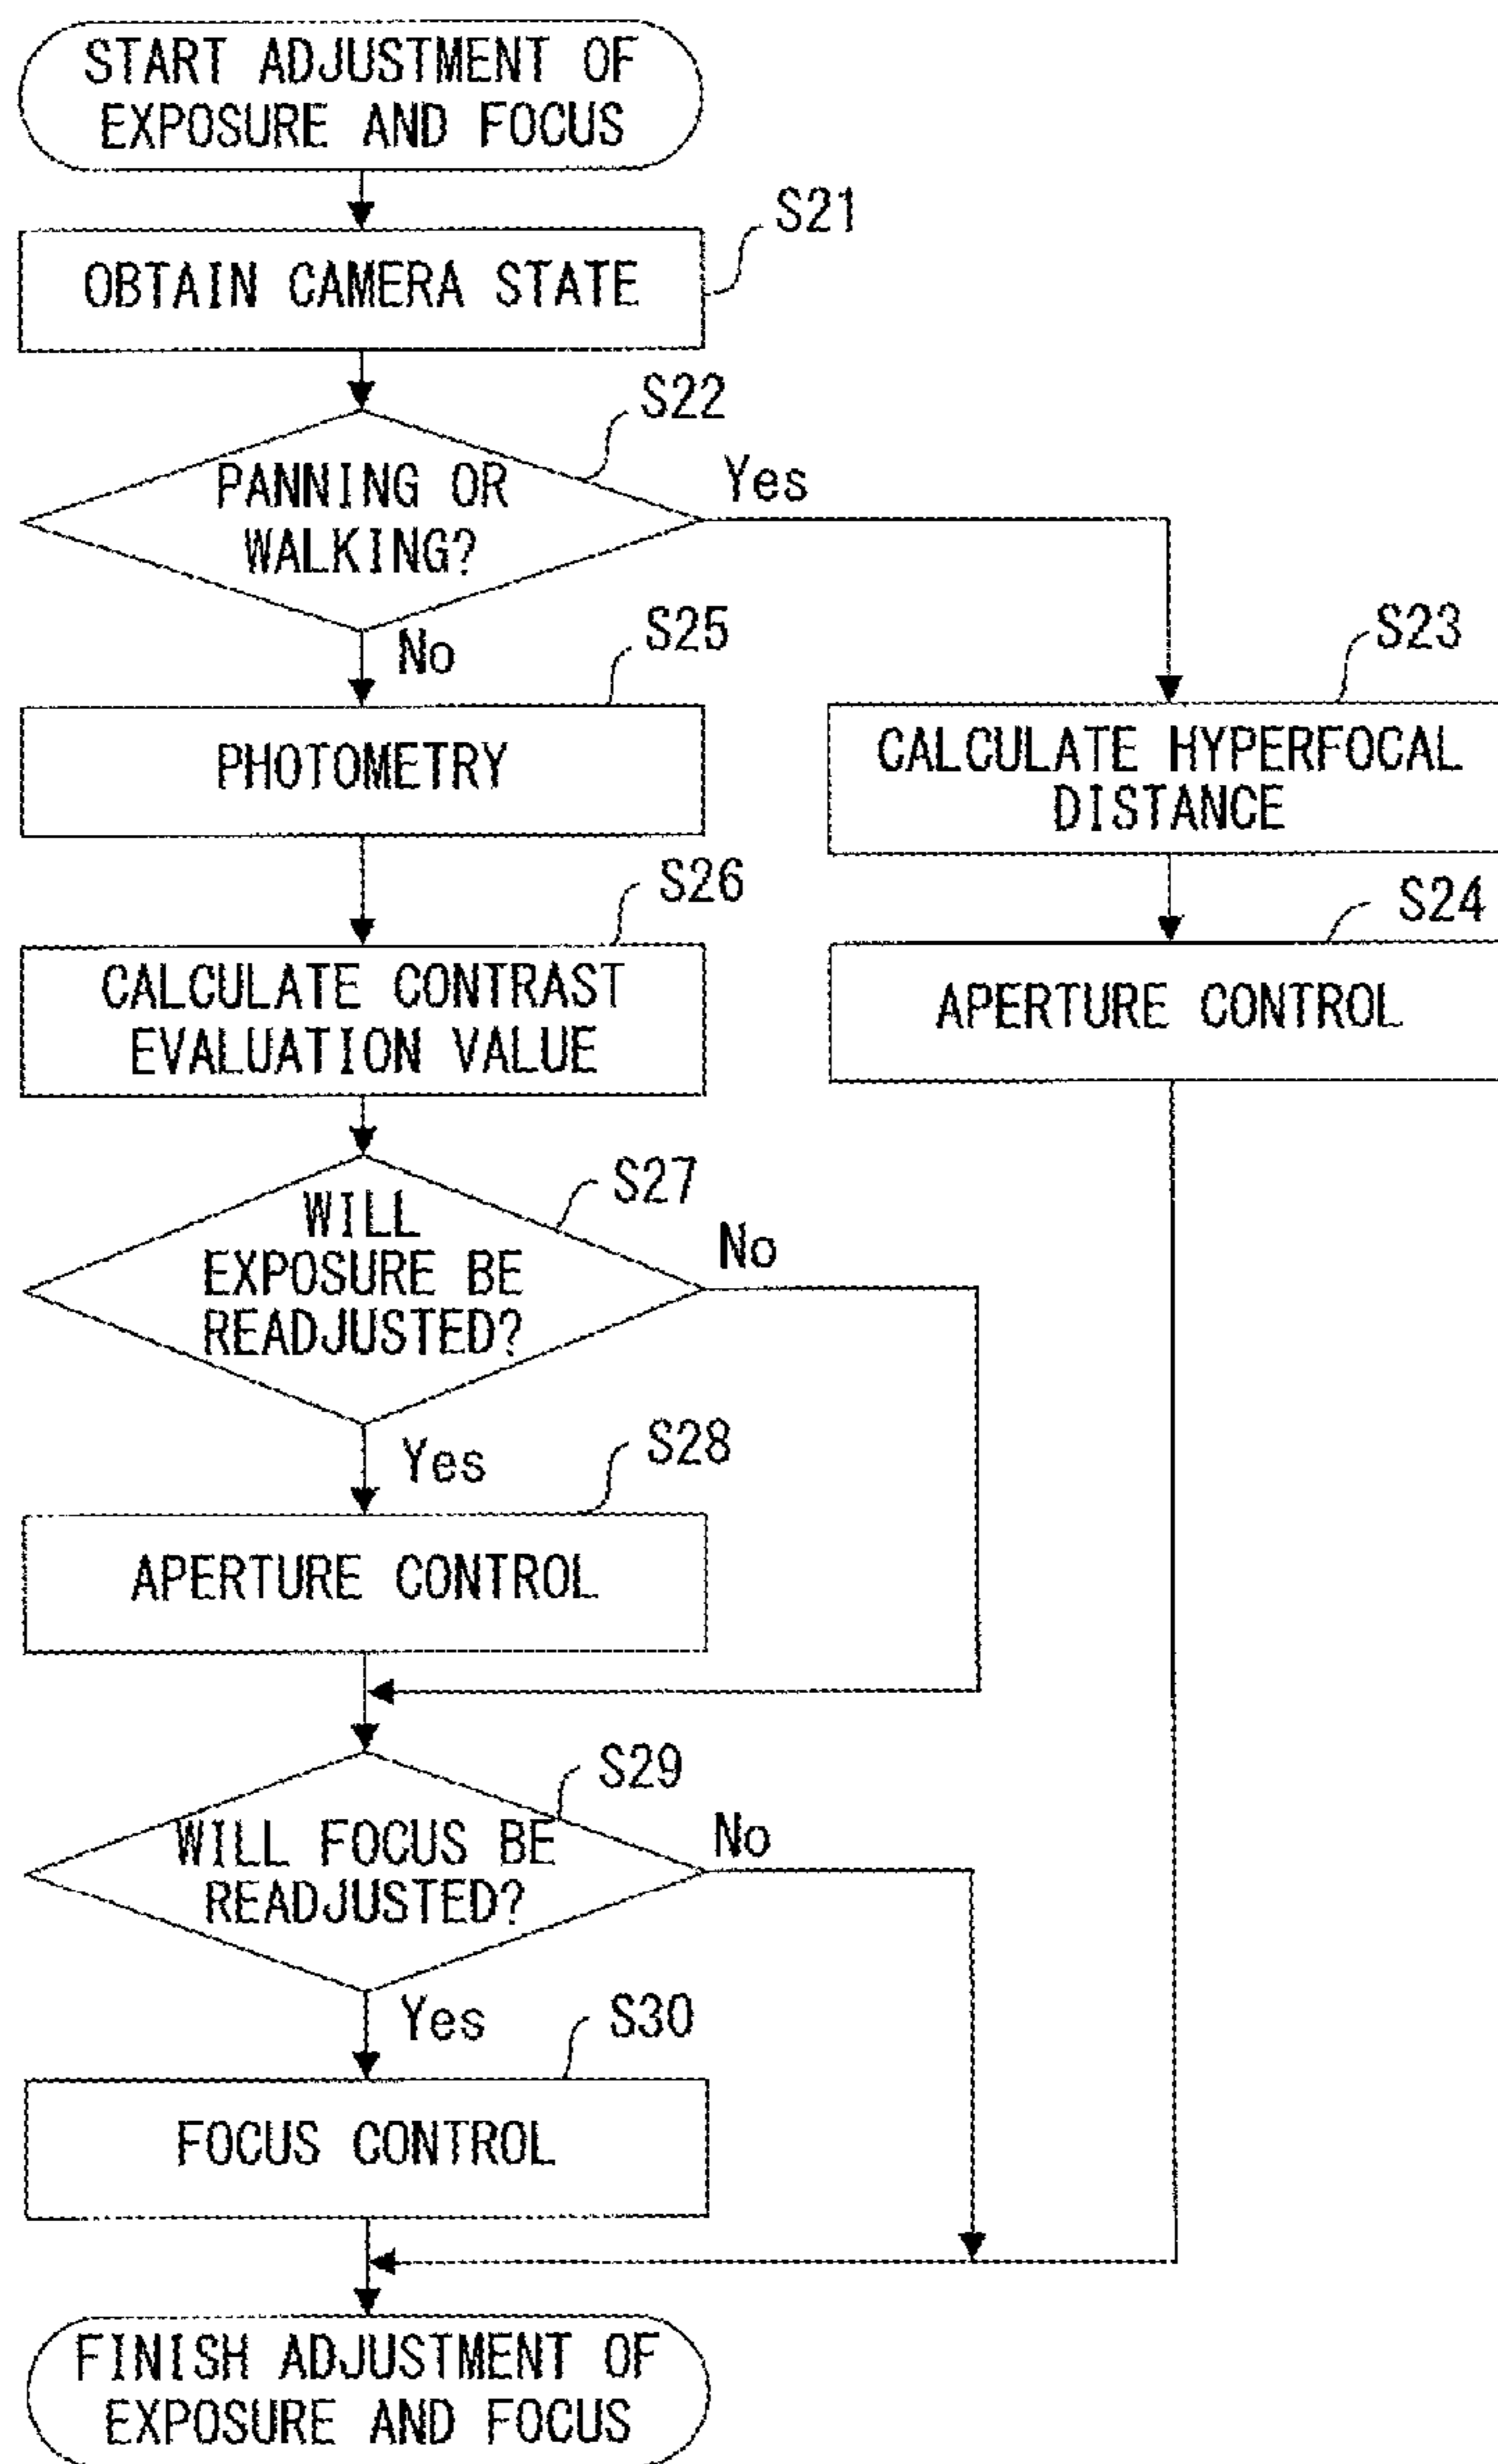 START ADJUSTMENT OF
EXPOSURE AND FOCUS
S21
OBTAIN CAMERA STATE
S22
PANNING OR
WALKING?
Yes
No
S25
PHOTOMETRY
S23
CALCULATE HYPERFOCAL
DISTANCE
S26
CALCULATE CONTRAST
EVALUATION VALUE
S24
APERTURE CONTROL
S27
WILL
EXPOSURE BE
READJUSTED?
No
Yes
S28
APERTURE CONTROL
S29
WILL FOCUS BE
READJUSTED?
No
Yes
S30
FOCUS CONTROL
FINISH ADJUSTMENT OF
EXPOSURE AND FOCUS